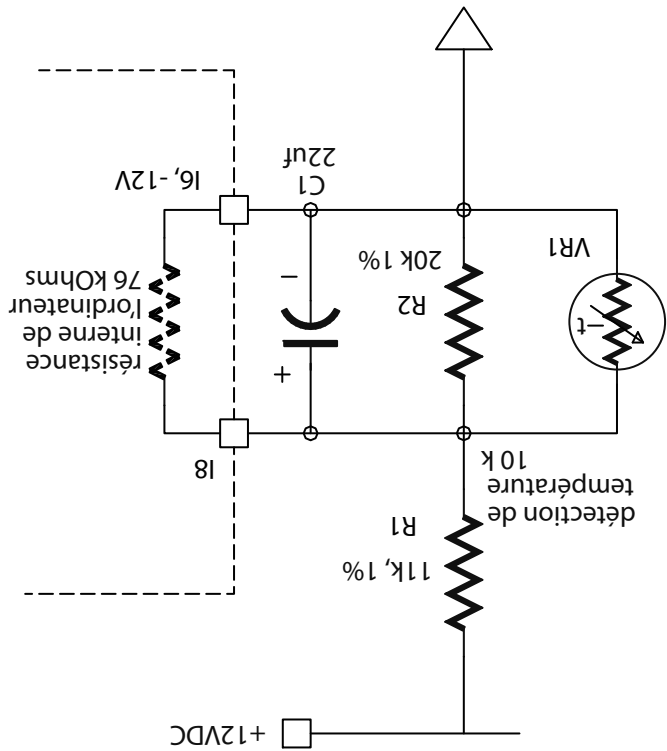 +12VDC
R1
11k, 1%
détection de
température
10 k
I8
VR1
-t
R2
20k 1%
+
–
C1
22uf
résistance
interne de
l'ordinateur
76 kOhms
I6, -12V